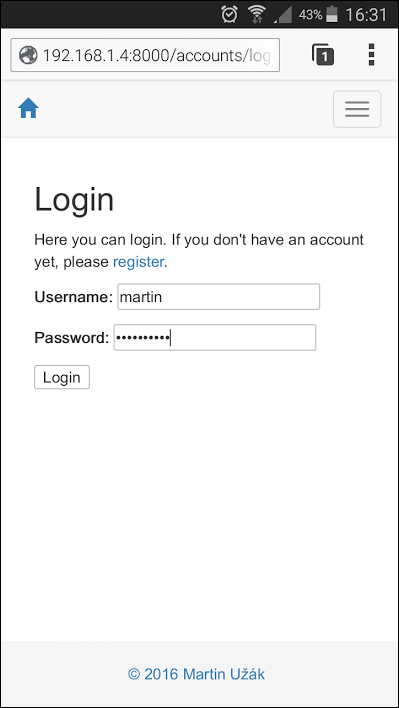 43% 16:31
192.168.1.4:8000/accounts/log
1
Login
Here you can login. If you don't have an account
yet, please register.
Username: martin
Password: ••••••••••
Login
© 2016 Martin Užák